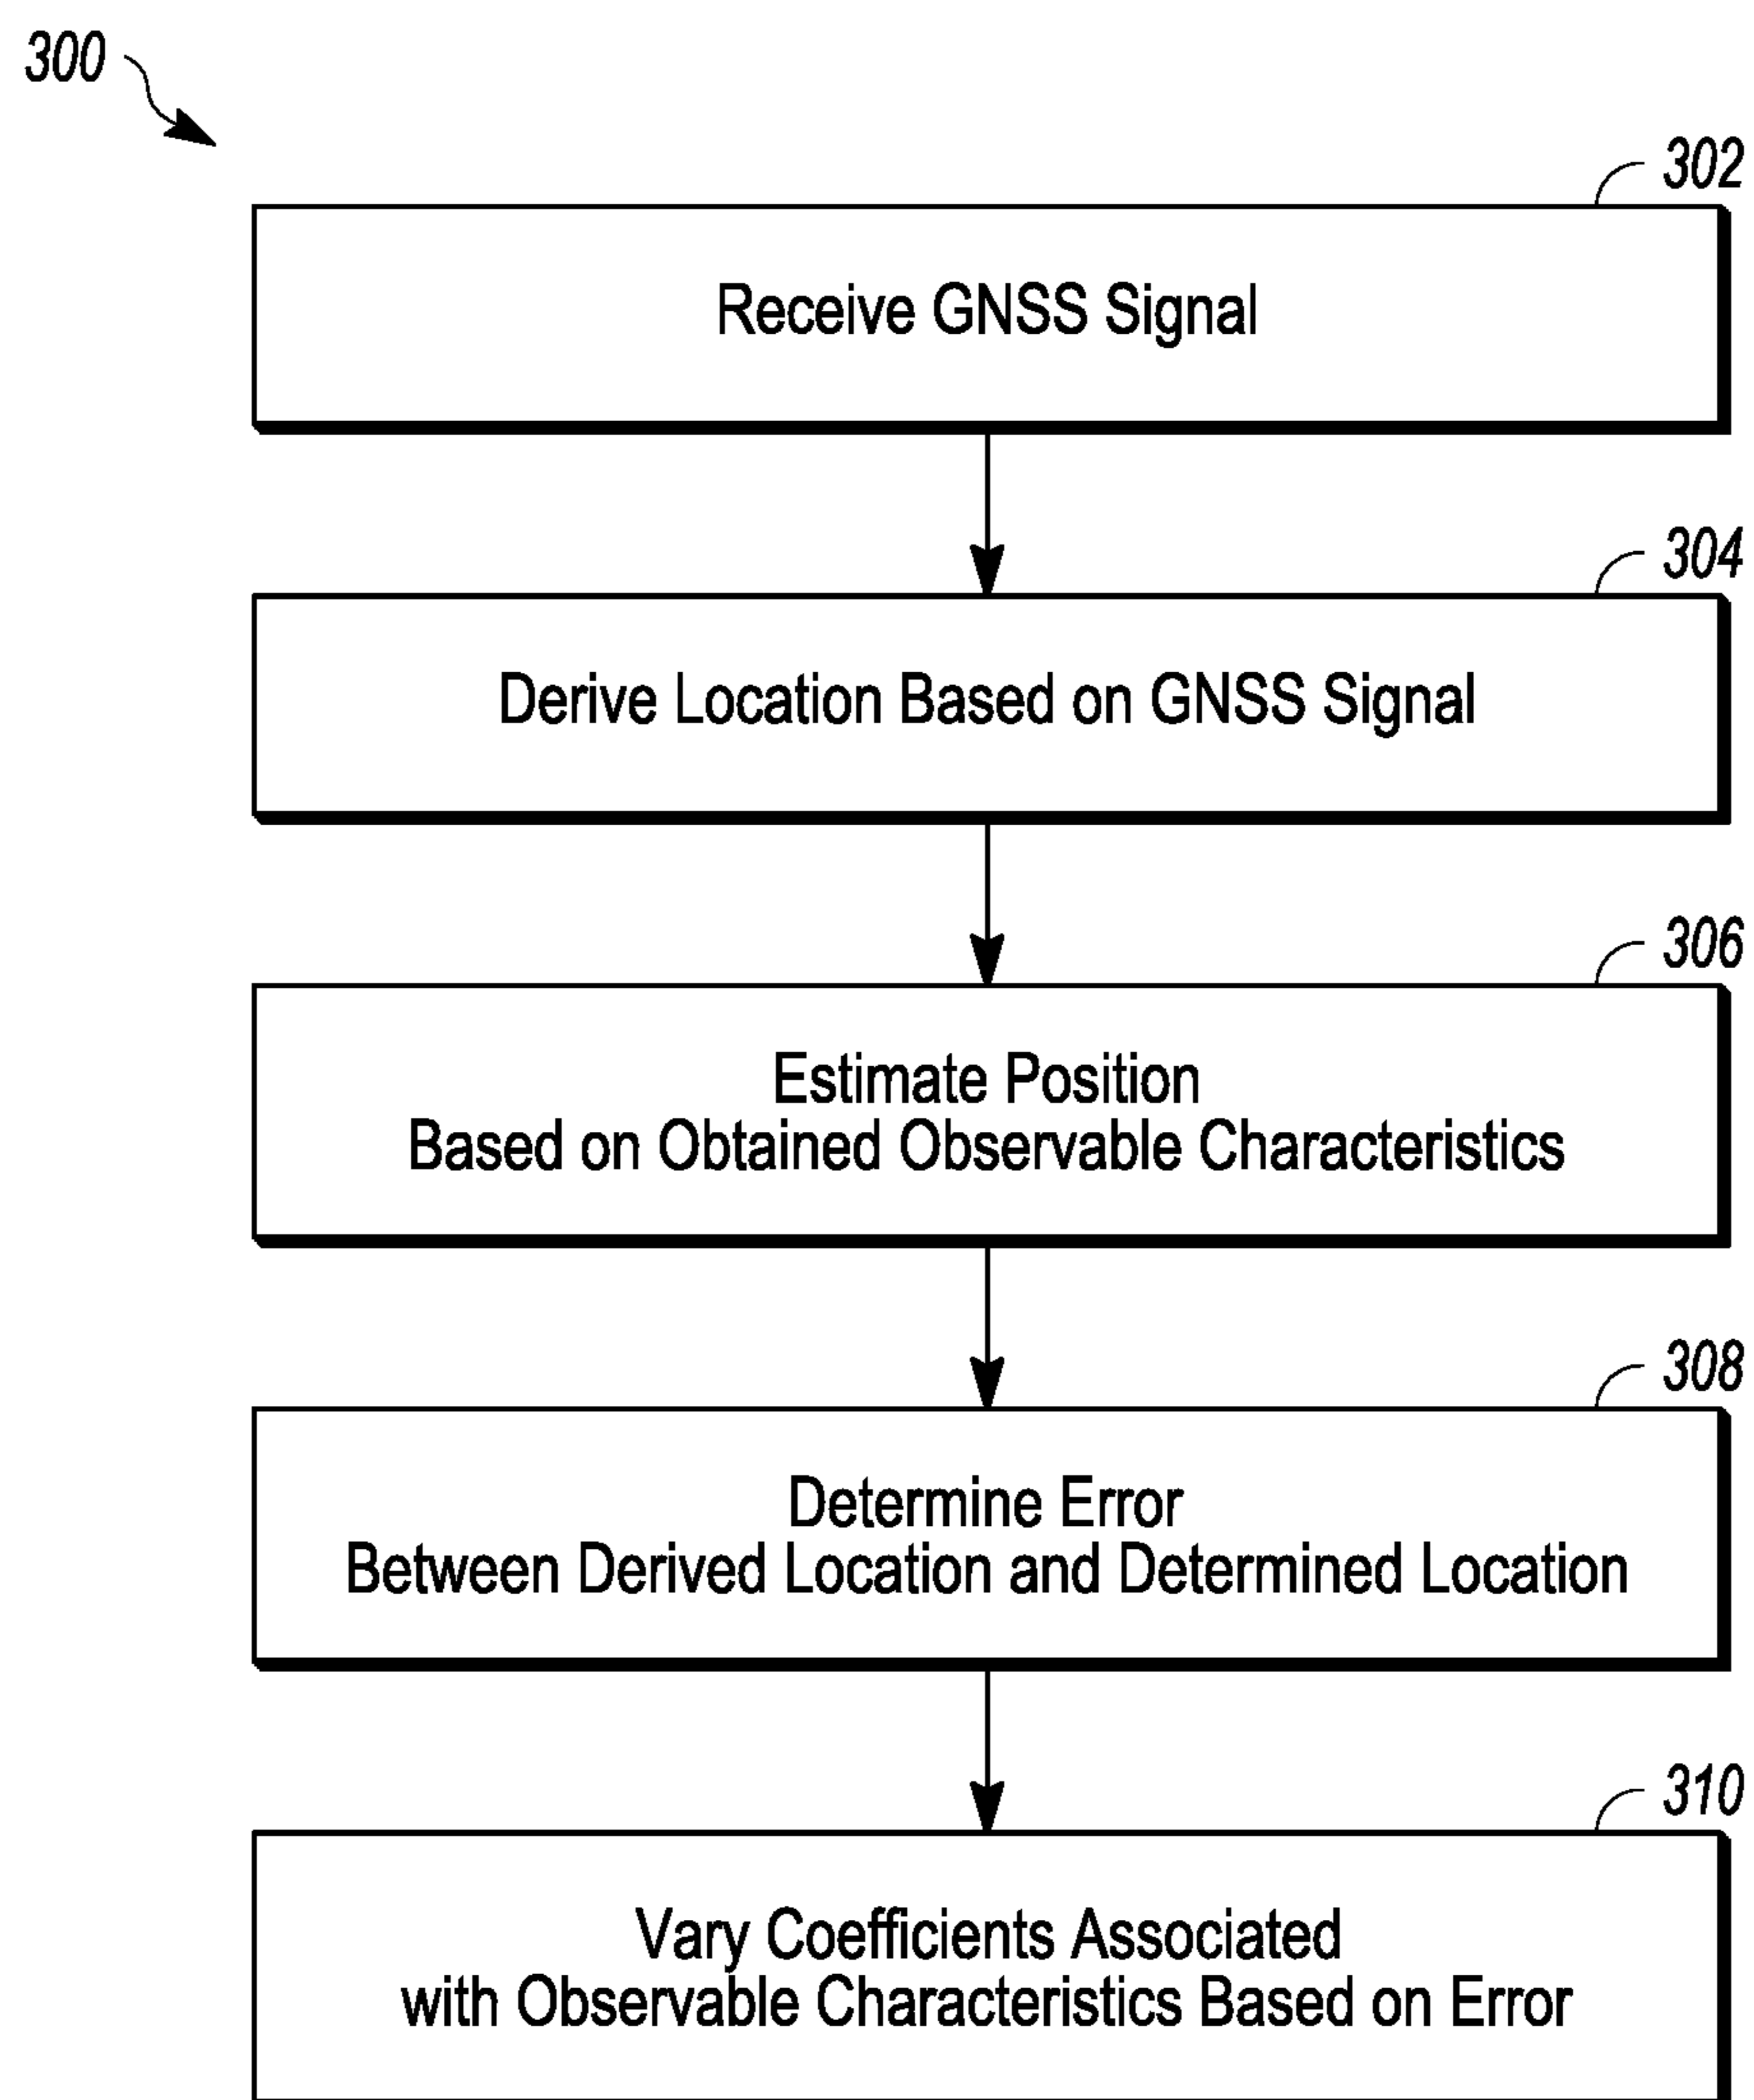 300
302
Receive GNSS Signal
304
Derive Location Based on GNSS Signal
306
Estimate Position
Based on Obtained Observable Characteristics
308
Determine Error
Between Derived Location and Determined Location
310
Vary Coefficients Associated
with Observable Characteristics Based on Error